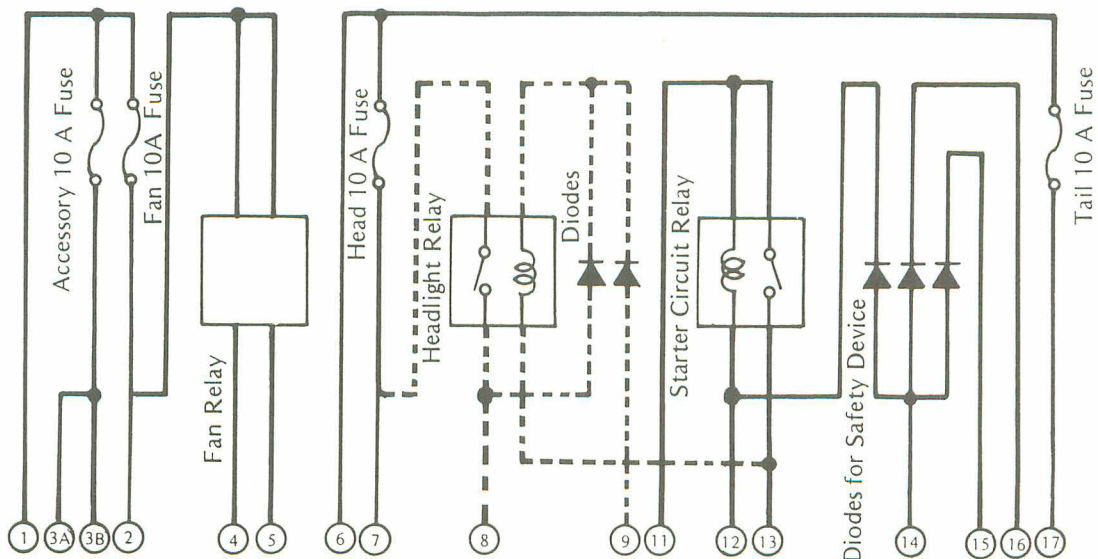 Accessory 10 A Fuse
Fan 10A Fuse
Fan Relay
Head 10 A Fuse
Headlight Relay
Diodes
Starter Circuit Relay
Diodes for Safety Device
Tail 10 A Fuse
1 3A 3B 2 4 5 6 7 8 9 11 12 13 14 15 16 17